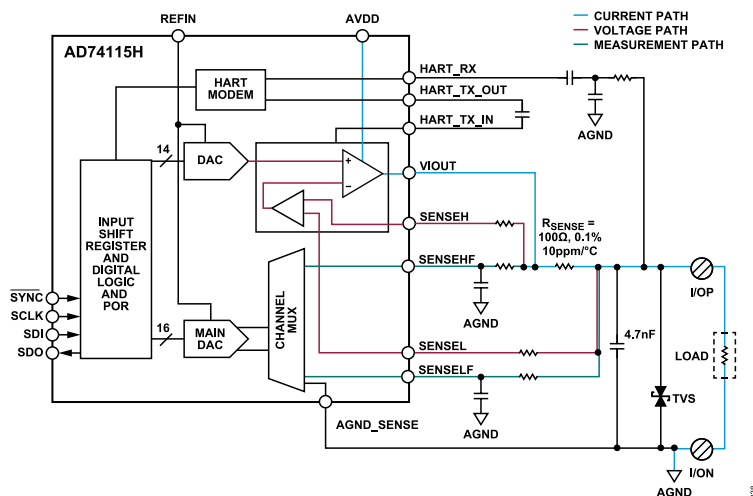 REFIN
AVDD
CURRENT PATH
VOLTAGE PATH
MEASUREMENT PATH
AD74115H
HART_RX
HART
MODEM
HART_TX_OUT
AGND
HART_TX_IN
14
DAC
+
−
VIOUT
SENSEH
RSENSE =
100Ω, 0.1%
10ppm/°C
INPUT
SHIFT
REGISTER
AND
DIGITAL
LOGIC
AND
POR
SENSEHF
I/OP
CHANNEL
MUX
AGND
SYNC
SCLK
SDI
SDO
16
MAIN
DAC
SENSEL
4.7nF
LOAD
SENSELF
TVS
AGND_SENSE
AGND
I/ON
AGND